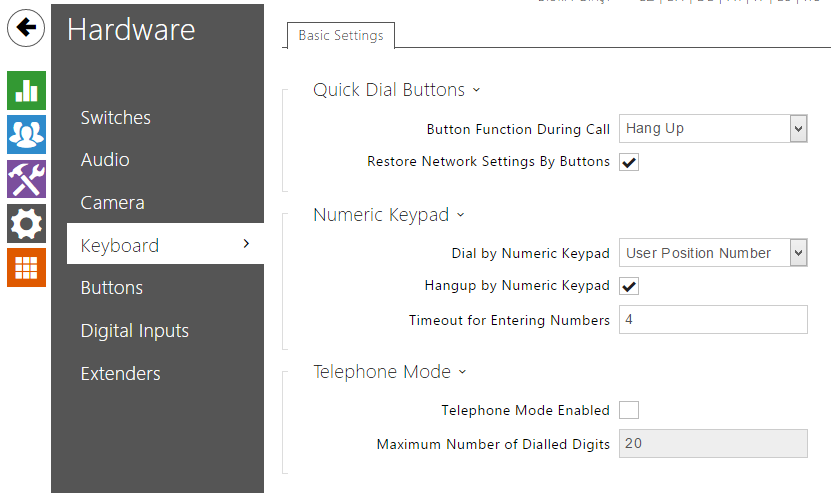 Hardware
Switches
Audio
Camera
Keyboard
Buttons
Digital Inputs
Extenders
Basic Settings
Quick Dial Buttons
Button Function During Call Hang Up
Restore Network Settings By Buttons
Numeric Keypad
Dial by Numeric Keypad User Position Number
Hangup by Numeric Keypad
Timeout for Entering Numbers 4
Telephone Mode
Telephone Mode Enabled
Maximum Number of Dialled Digits 20